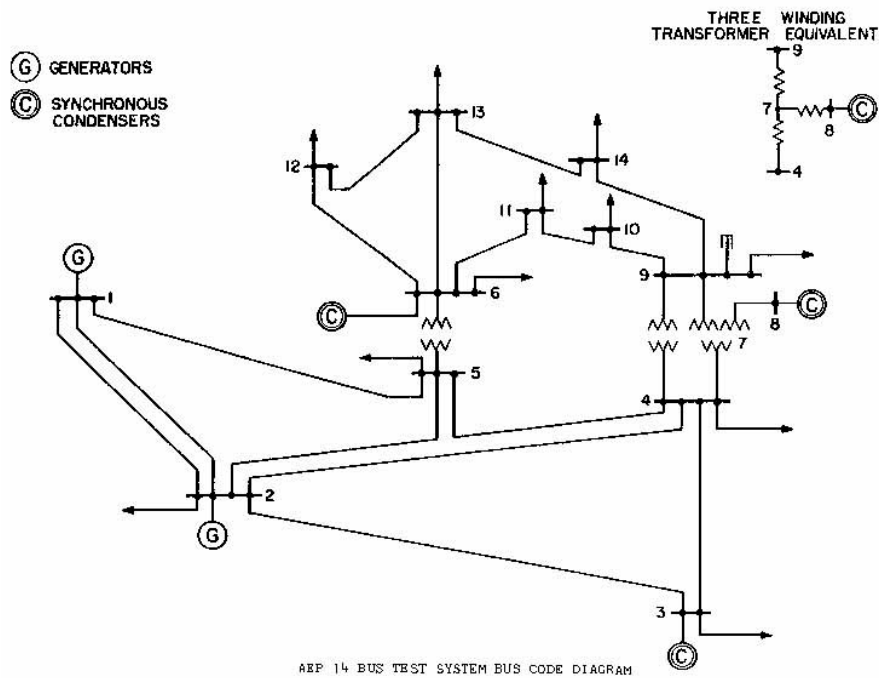 THREE WINDING
TRANSFORMER EQUIVALENT
9
7
C
8
4
G GENERATORS
C SYNCHRONOUS
CONDENSERS
13
12
14
11
10
G
1
9
6
C
8
C
7
5
4
2
G
3
C
AEP 14 BUS TEST SYSTEM BUS CODE DIAGRAM